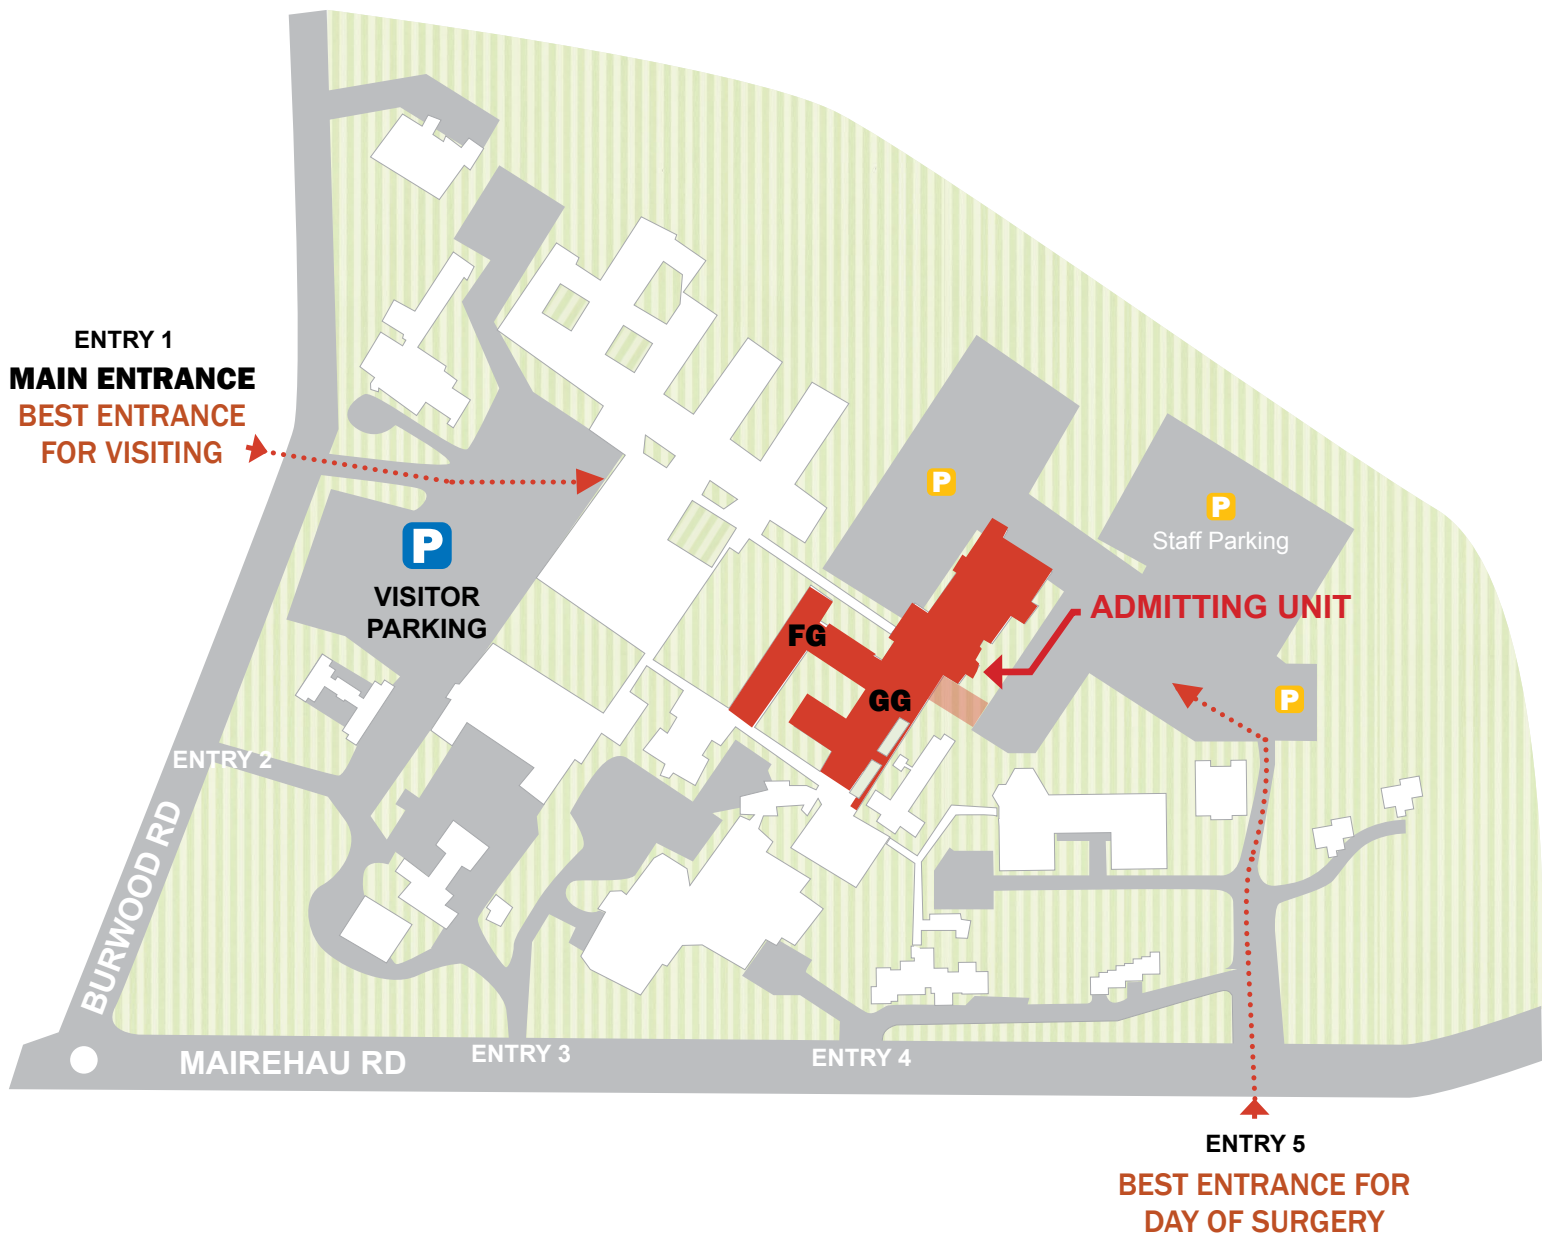 ENTRY 1
MAIN ENTRANCE
BEST ENTRANCE
FOR VISITING
P
VISITOR
PARKING
P
P
Staff Parking
ADMITTING UNIT
FG
GG
P
ENTRY 2
BURWOOD RD
MAIREHAU RD
ENTRY 3
ENTRY 4
ENTRY 5
BEST ENTRANCE FOR
DAY OF SURGERY